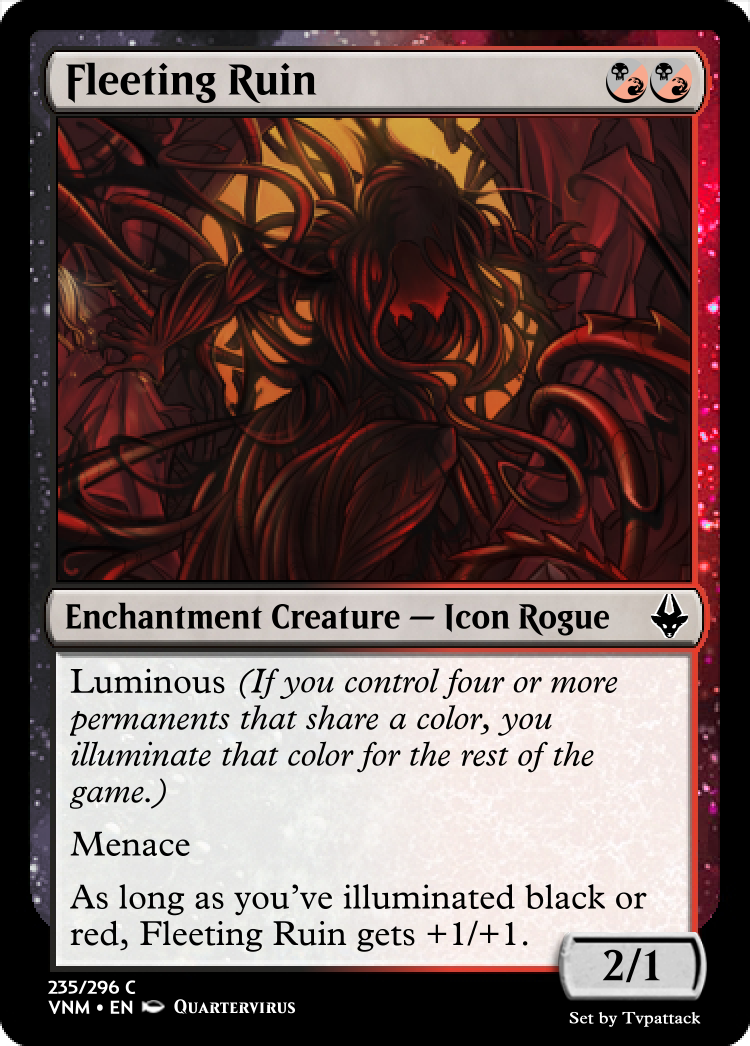 Fleeting Ruin
Enchantment Creature — Icon Rogue
Luminous (If you control four or more
permanents that share a color, you
illuminate that color for the rest of the
game.)
Menace
As long as you've illuminated black or
red, Fleeting Ruin gets +1/+1.
2/1
235/296 C
VNM • EN Quartervirus
Set by Tvpattack